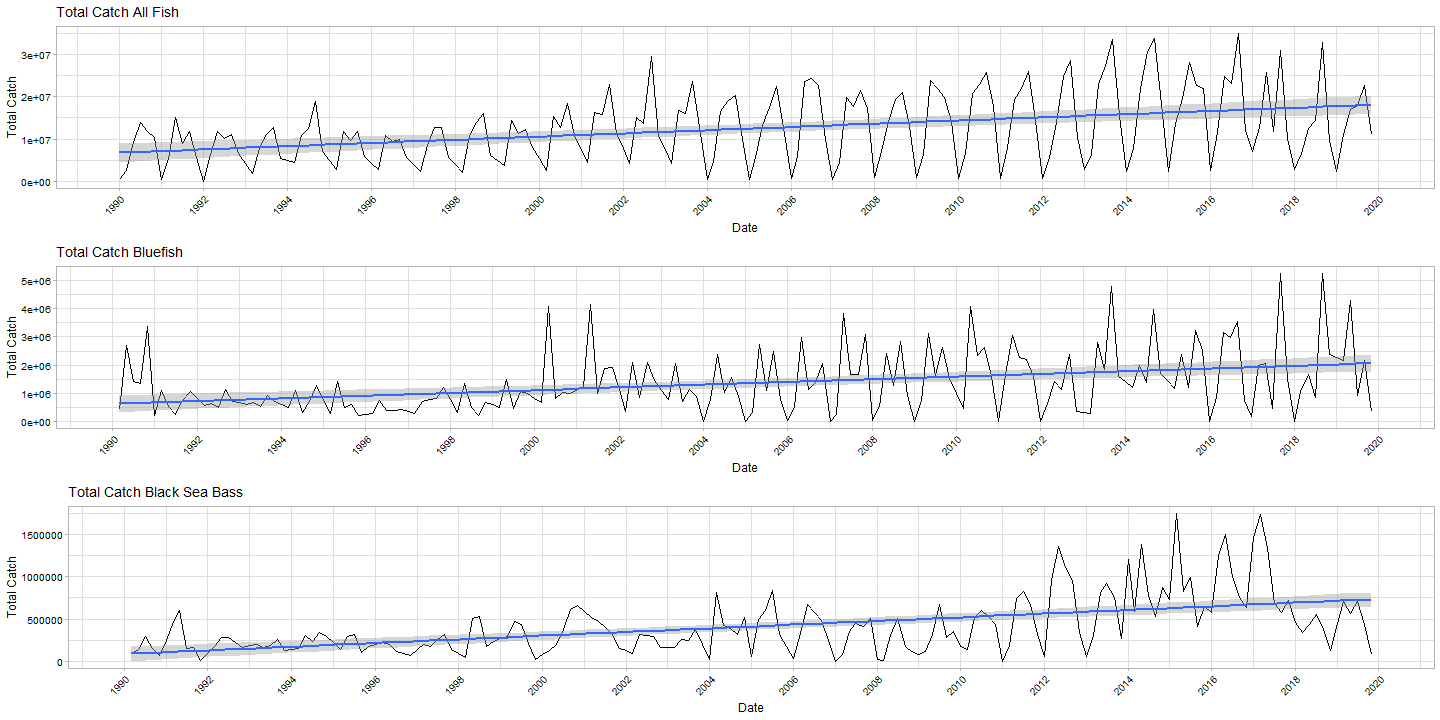 Total Catch All Fish
Total Catch
3e+07
2e+07
1e+07
0e+00
1990 1992 1994 1996 1998 2000 2002 2004 2006 2008 2010 2012 2014 2016 2018 2020
Date
Total Catch Bluefish
Total Catch
5e+06
4e+06
3e+06
2e+06
1e+06
0e+00
1990 1992 1994 1996 1998 2000 2002 2004 2006 2008 2010 2012 2014 2016 2018 2020
Date
Total Catch Black Sea Bass
Total Catch
1500000
1000000
500000
0
1990 1992 1994 1996 1998 2000 2002 2004 2006 2008 2010 2012 2014 2016 2018 2020
Date